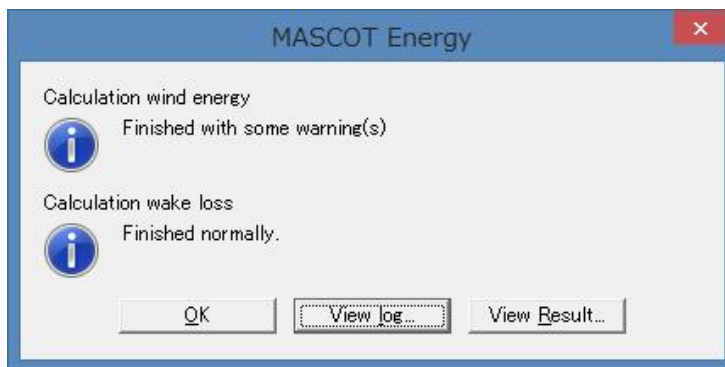 MASCOT Energy
Calculation wind energy
Finished with some warning(s)
Calculation wake loss
Finished normally.
OK
View log...
View Result...